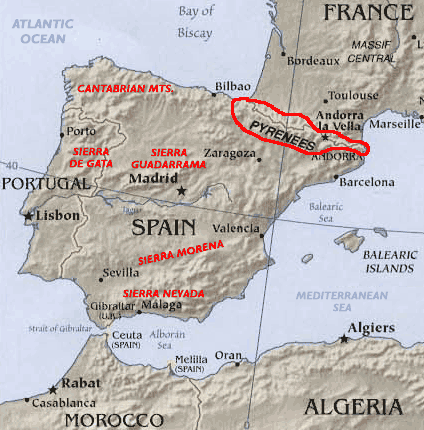 ATLANTIC
OCEAN
Bay of
Biscay
FRANCE
Bordeaux
MASSIF
CENTRAL
Toulouse
CANTABRIAN MTS.
Bilbao
Andorra
la Vella
Marseille
PYRENEES
ANDORRA
Porto
SIERRA
DE GATA
SIERRA
GUADARRAMA
Zaragoza
40
Madrid
Barcelona
PORTUGAL
Lisbon
Tagus
SPAIN
Valencia
Balearic
Sea
BALEARIC
ISLANDS
SIERRA MORENA
Sevilla
SIERRA NEVADA
Gibraltar
(U.K.)
Málaga
MEDITERRANEAN
SEA
Strait of Gibraltar
Ceuta
(SPAIN)
Alborán
Sea
Algiers
Melilla
(SPAIN)
Oran
Rabat
Casablanca
MOROCCO
ALGERIA
0